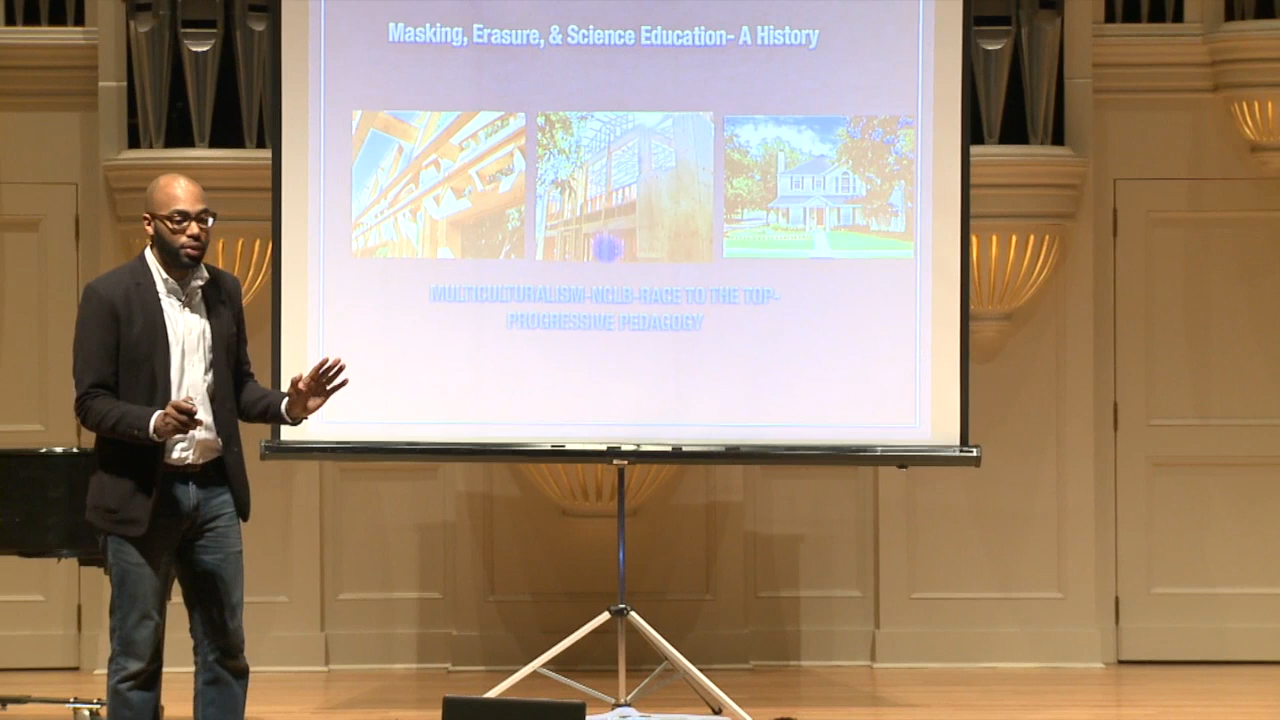 Masking, Erasure, & Science Education- A History
MULTICULTURALISM-NCLB-RACE TO THE TOP-
PROGRESSIVE PEDAGOGY